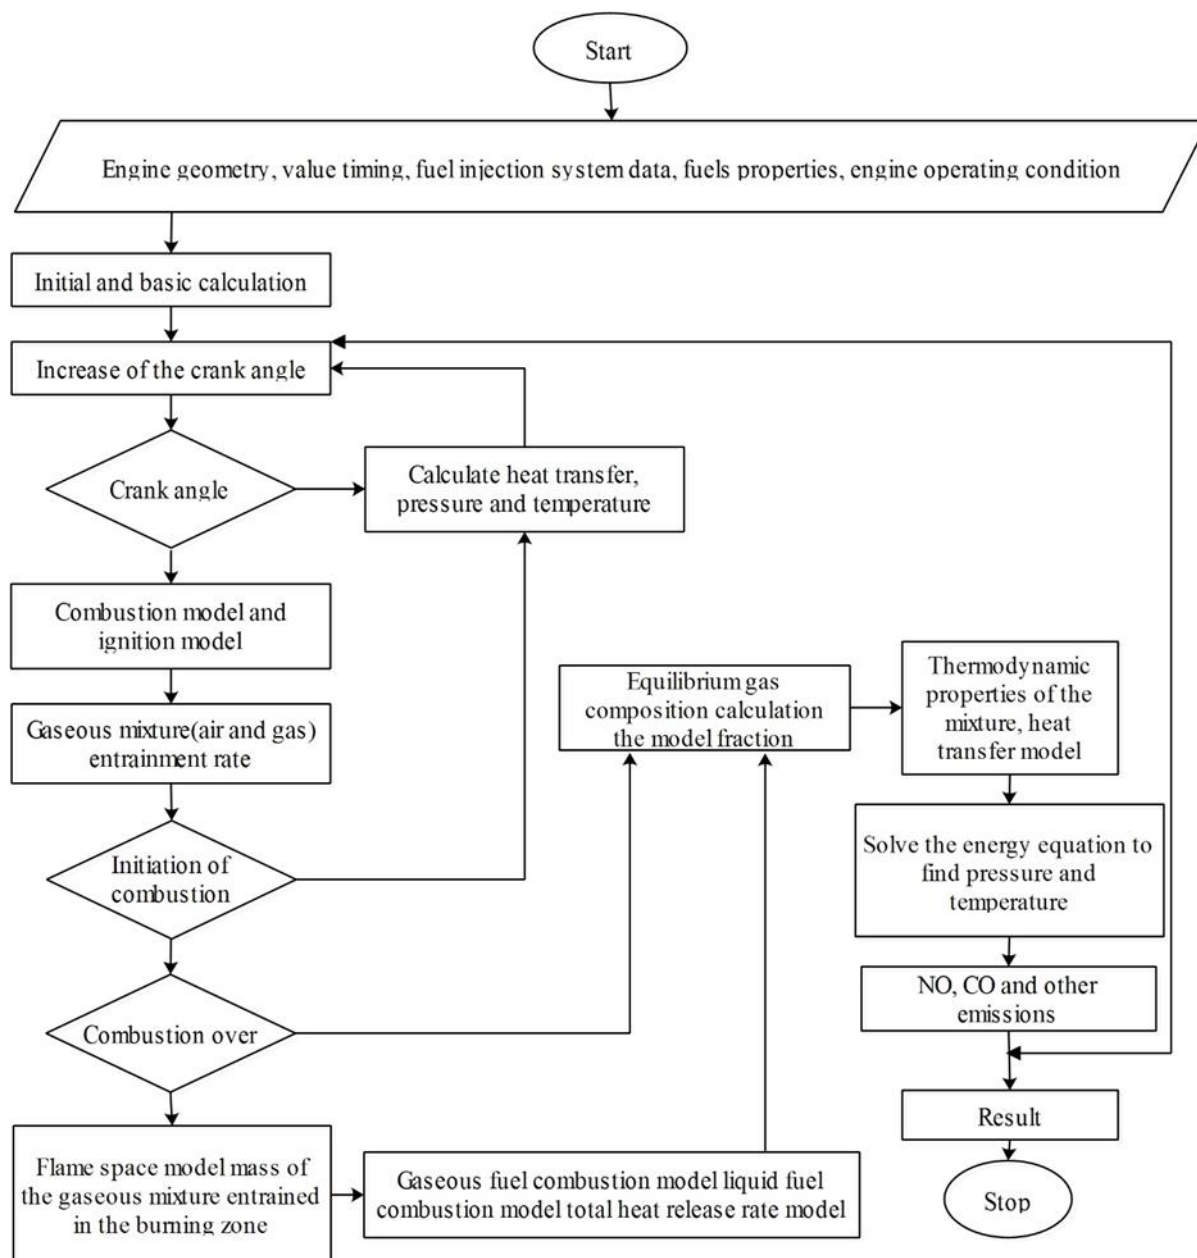 Start
Engine geometry, value timing, fuel injection system data, fuels properties, engine operating condition
Initial and basic calculation
Increase of the crank angle
Crank angle
Calculate heat transfer,
pressure and temperature
Combustion model and
ignition model
Gaseous mixture(air and gas)
entrainment rate
Initiation of
combustion
Combustion over
Flame space model mass of
the gaseous mixture entrained
in the burning zone
Gaseous fuel combustion model liquid fuel
combustion model total heat release rate model
Equilibrium gas
composition calculation
the model fraction
Thermodynamic
properties of the
mixture, heat
transfer model
Solve the energy equation to
find pressure and
temperature
NO, CO and other
emissions
Result
Stop